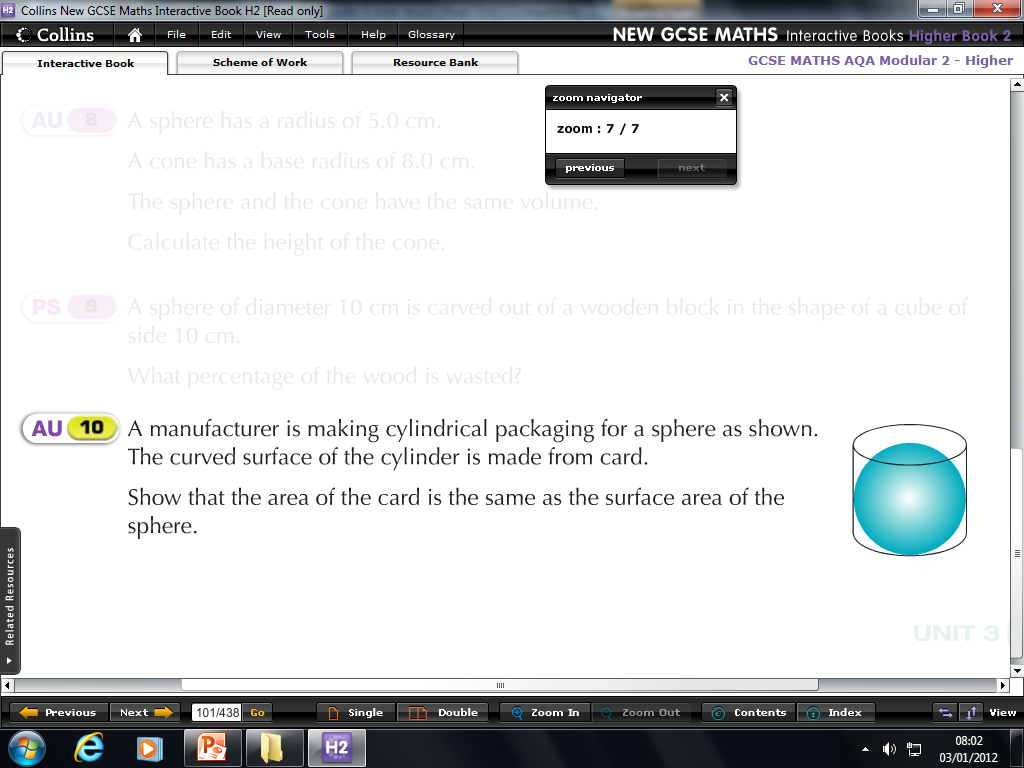 H2 Collins New GCSE Maths Interactive Book H2 [Read only]
Collins File Edit View Tools Help Glossary NEW GCSE MATHS Interactive Books Higher Book 2
Interactive Book Scheme of Work Resource Bank GCSE MATHS AQA Modular 2 - Higher
zoom navigator
zoom : 7 / 7
previous next
AU 8 A sphere has a radius of 5.0 cm.
A cone has a base radius of 8.0 cm.
The sphere and the cone have the same volume.
Calculate the height of the cone.
PS 9 A sphere of diameter 10 cm is carved out of a wooden block in the shape of a cube of
side 10 cm.
What percentage of the wood is wasted?
AU 10 A manufacturer is making cylindrical packaging for a sphere as shown.
The curved surface of the cylinder is made from card.
Show that the area of the card is the same as the surface area of the
sphere.
Related Resources
UNIT 3
Previous Next 101/438 Go Single Double Zoom In Zoom Out Contents Index View
H2 08:02
03/01/2012